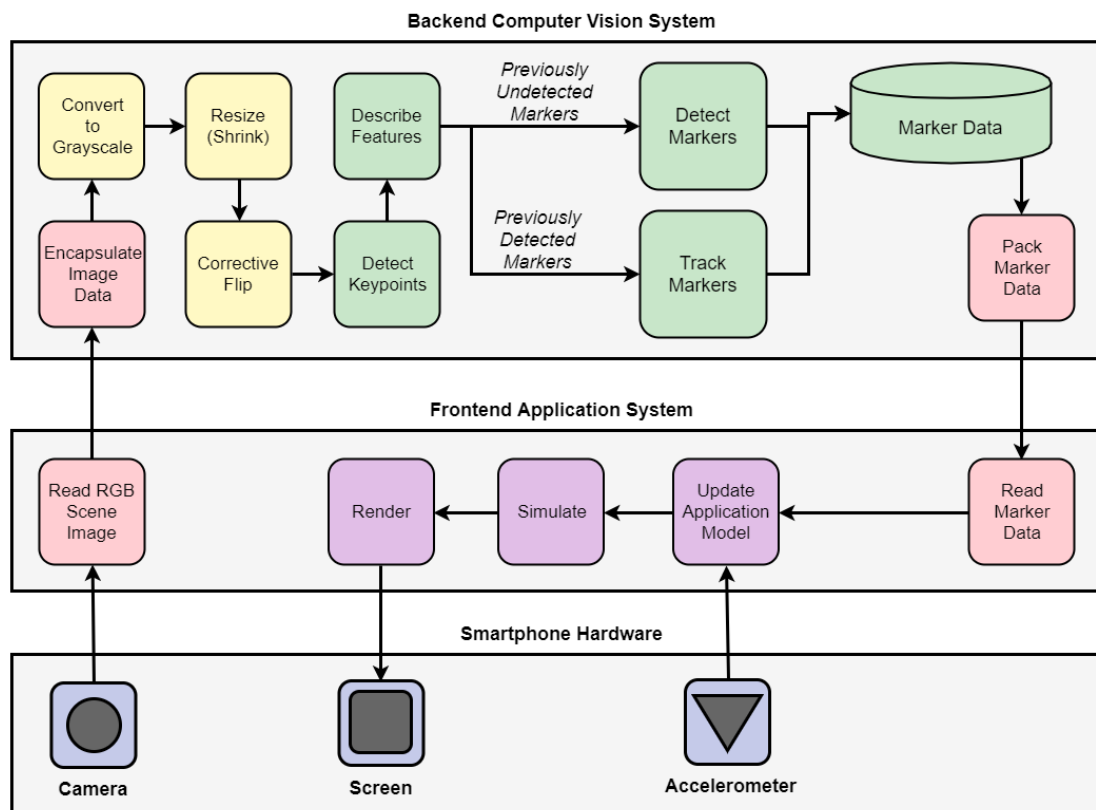 Backend Computer Vision System
Convert
to
Grayscale
Resize
(Shrink)
Describe
Features
Previously
Undetected
Markers
Detect
Markers
Marker Data
Encapsulate
Image
Data
Corrective
Flip
Detect
Keypoints
Previously
Detected
Markers
Track
Markers
Pack
Marker
Data
Frontend Application System
Read RGB
Scene
Image
Render
Simulate
Update
Application
Model
Read
Marker
Data
Smartphone Hardware
Camera
Screen
Accelerometer